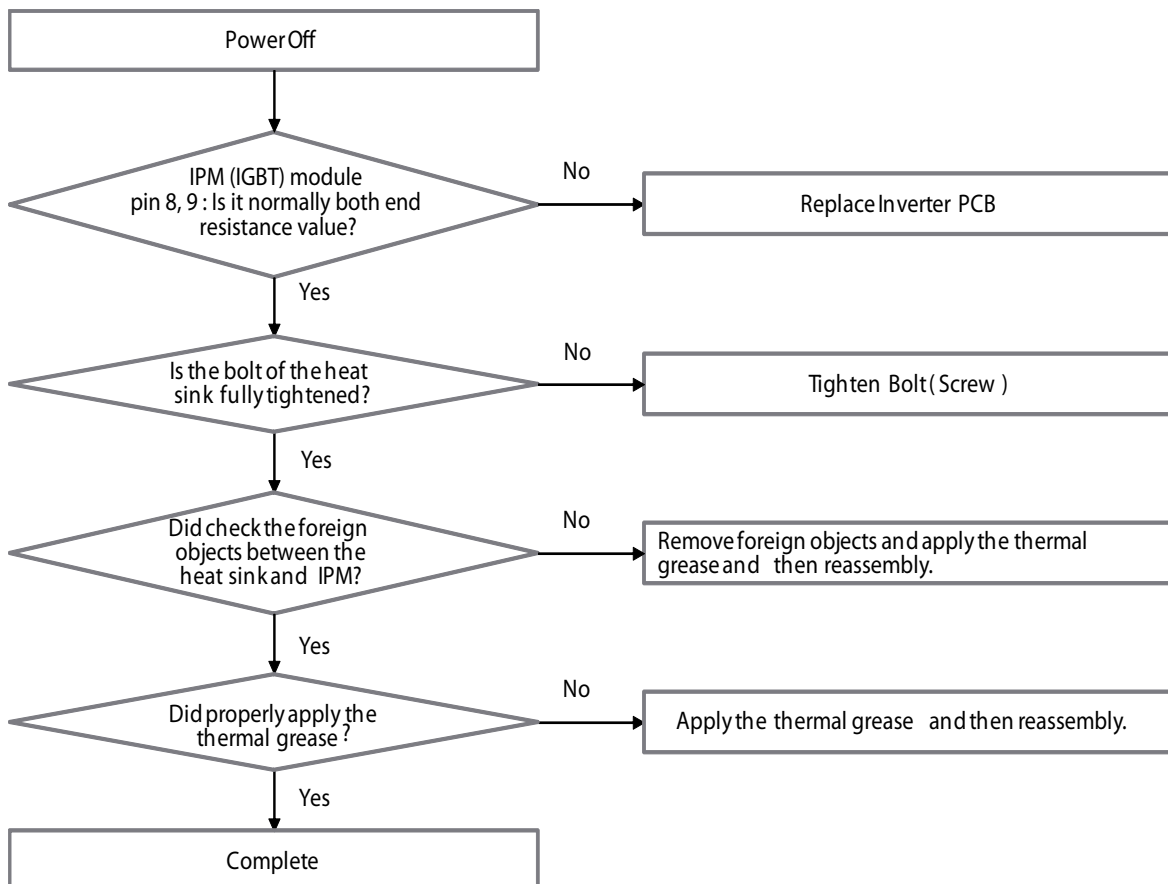 Power Off
IPM (IGBT) module
pin 8, 9 : Is it normally both end
resistance value?
No
Replace Inverter PCB
Yes
Is the bolt of the heat
sink fully tightened?
No
Tighten Bolt ( Screw )
Yes
Did check the foreign
objects between the
heat sink and IPM?
No
Remove foreign objects and apply the thermal
grease and then reassembly.
Yes
Did properly apply the
thermal grease ?
No
Apply the thermal grease and then reassembly.
Yes
Complete